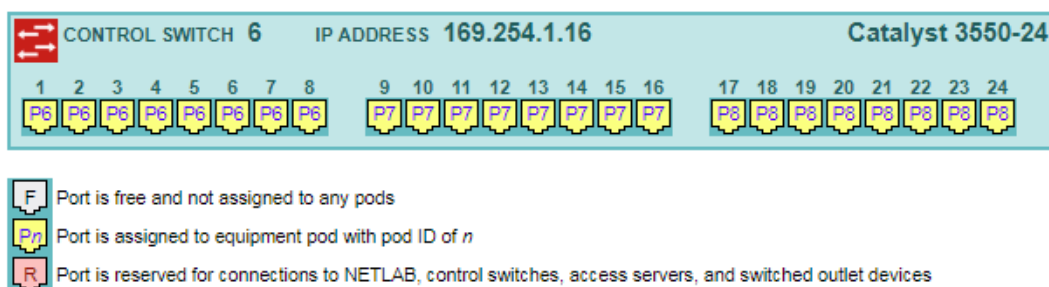 CONTROL SWITCH 6 IP ADDRESS 169.254.1.16 Catalyst 3550-24
1 2 3 4 5 6 7 8 9 10 11 12 13 14 15 16 17 18 19 20 21 22 23 24
P6 P6 P6 P6 P6 P6 P6 P6 P7 P7 P7 P7 P7 P7 P7 P7 P8 P8 P8 P8 P8 P8 P8 P8
F Port is free and not assigned to any pods
Pn Port is assigned to equipment pod with pod ID of n
R Port is reserved for connections to NETLAB, control switches, access servers, and switched outlet devices